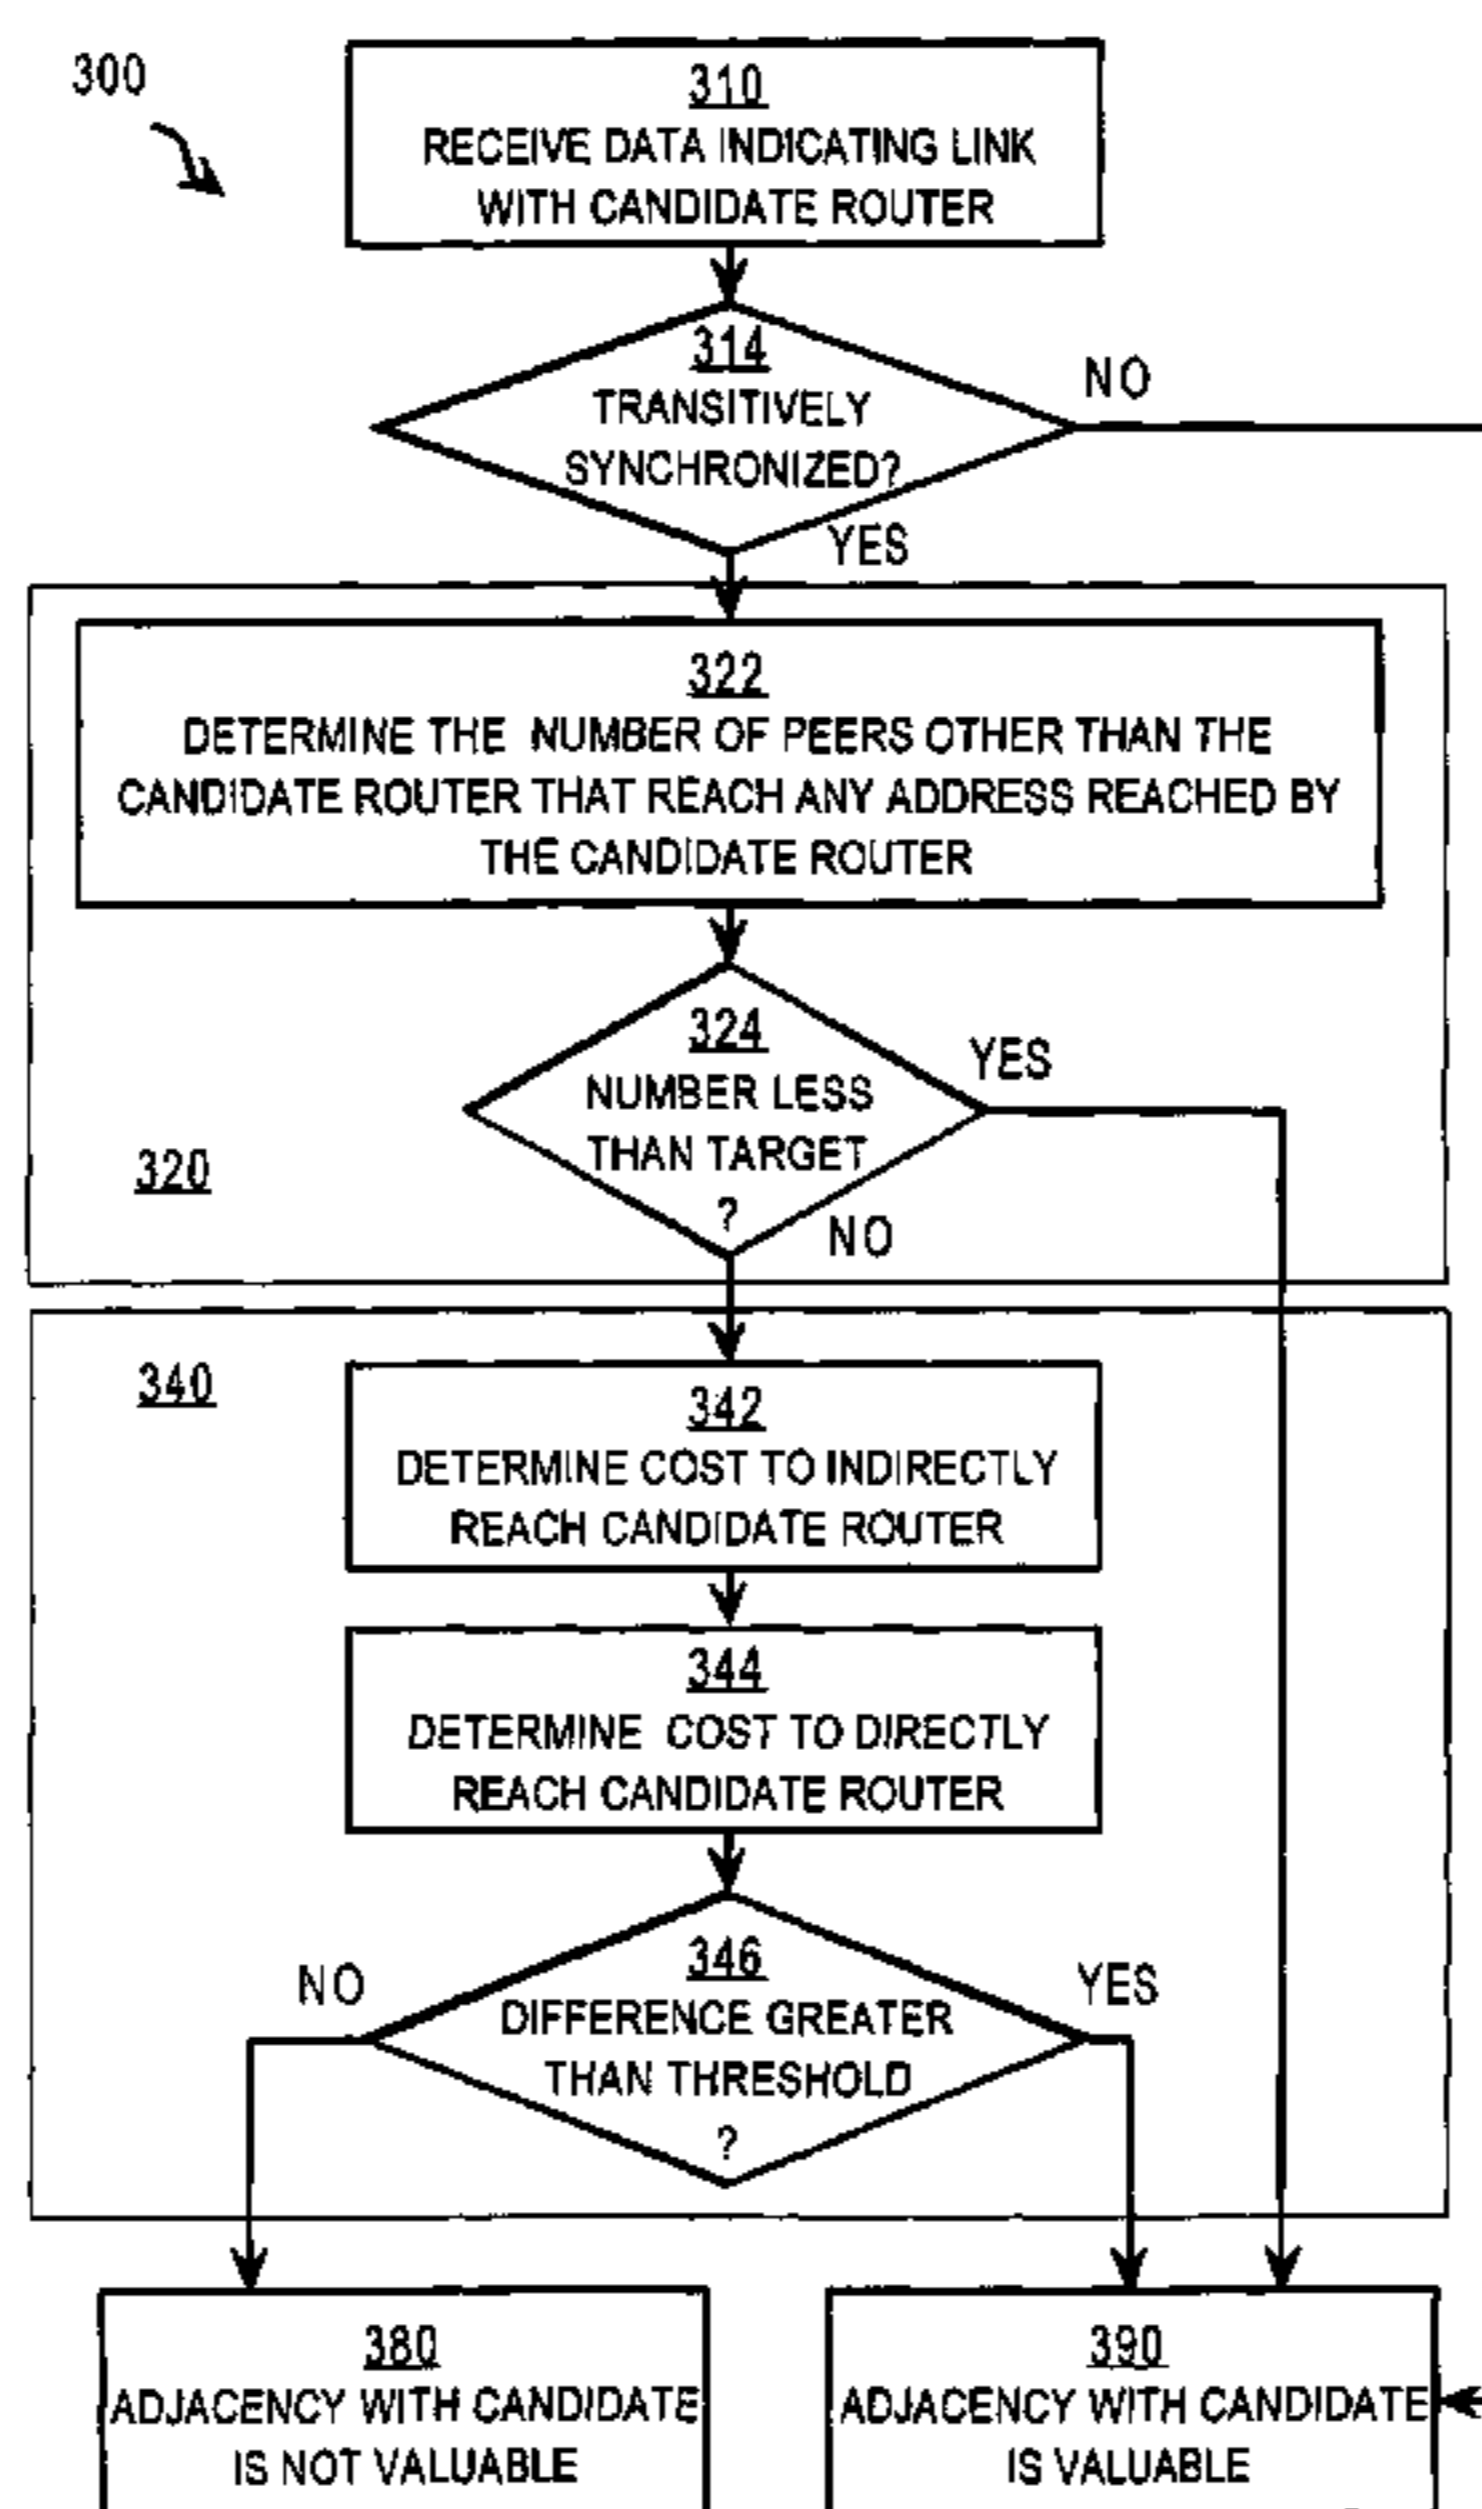 300
310
RECEIVE DATA INDICATING LINK
WITH CANDIDATE ROUTER
314
TRANSITIVELY
SYNCHRONIZED?
NO
YES
322
DETERMINE THE NUMBER OF PEERS OTHER THAN THE
CANDIDATE ROUTER THAT REACH ANY ADDRESS REACHED BY
THE CANDIDATE ROUTER
324
NUMBER LESS
THAN TARGET
?
YES
NO
320
340
342
DETERMINE COST TO INDIRECTLY
REACH CANDIDATE ROUTER
344
DETERMINE COST TO DIRECTLY
REACH CANDIDATE ROUTER
346
DIFFERENCE GREATER
THAN THRESHOLD
?
NO
YES
380
ADJACENCY WITH CANDIDATE
IS NOT VALUABLE
390
ADJACENCY WITH CANDIDATE
IS VALUABLE